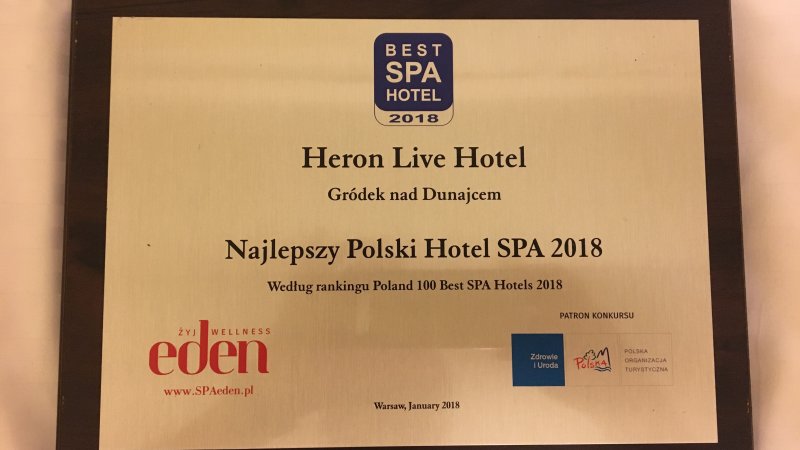 BEST
SPA
HOTEL
2018
Heron Live Hotel
Gródek nad Dunajcem
Najlepszy Polski Hotel SPA 2018
Według rankingu Poland 100 Best SPA Hotels 2018
ŻYJ WELLNESS
eden
www.SPAeden.pl
PATRON KONKURSU
Zdrowie
i Uroda
Polska
POLSKA
ORGANIZACJA
TURYSTYCZNA
Warsaw, January 2018